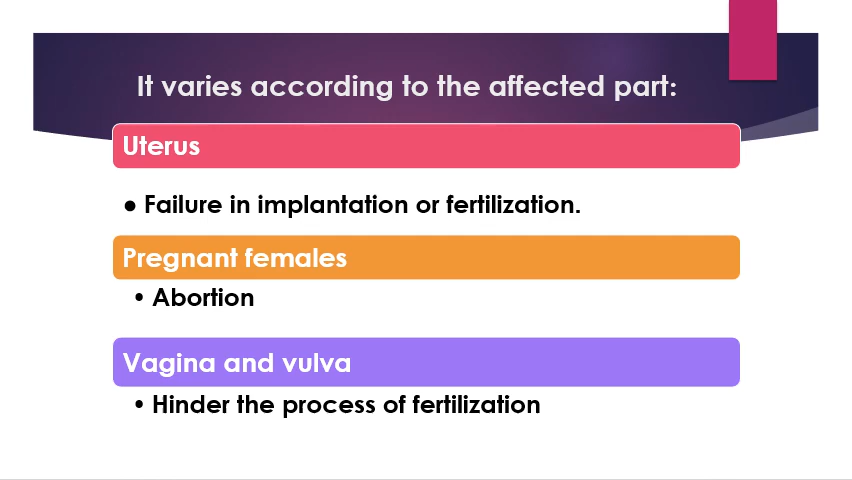 It varies according to the affected part:
Uterus
● Failure in implantation or fertilization.
Pregnant females
• Abortion
Vagina and vulva
• Hinder the process of fertilization